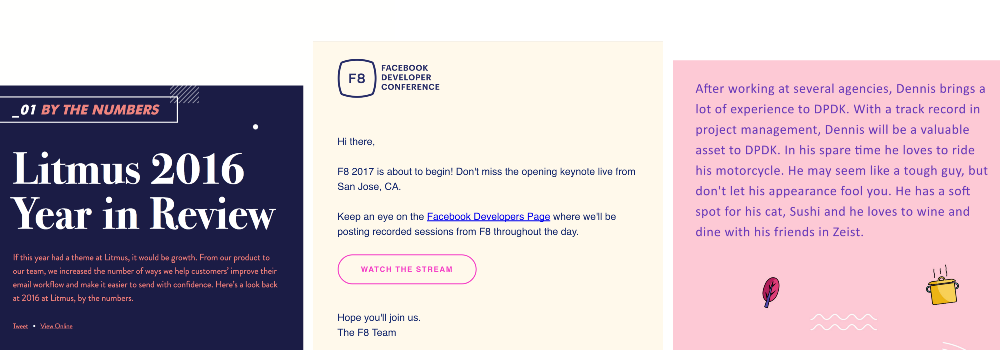 _01 BY THE NUMBERS
Litmus 2016
Year in Review
If this year had a theme at Litmus, it would be growth. From our product to
our team, we increased the number of ways we help customers' improve their
email workflow and make it easier to send with confidence. Here's a look back
at 2016 at Litmus, by the numbers.
Tweet • View Online
F8
FACEBOOK
DEVELOPER
CONFERENCE
Hi there,
F8 2017 is about to begin! Don't miss the opening keynote live from
San Jose, CA.
Keep an eye on the Facebook Developers Page where we'll be
posting recorded sessions from F8 throughout the day.
WATCH THE STREAM
Hope you'll join us.
The F8 Team
After working at several agencies, Dennis brings a
lot of experience to DPDK. With a track record in
project management, Dennis will be a valuable
asset to DPDK. In his spare time he loves to ride
his motorcycle. He may seem like a tough guy, but
don't let his appearance fool you. He has a soft
spot for his cat, Sushi and he loves to wine and
dine with his friends in Zeist.